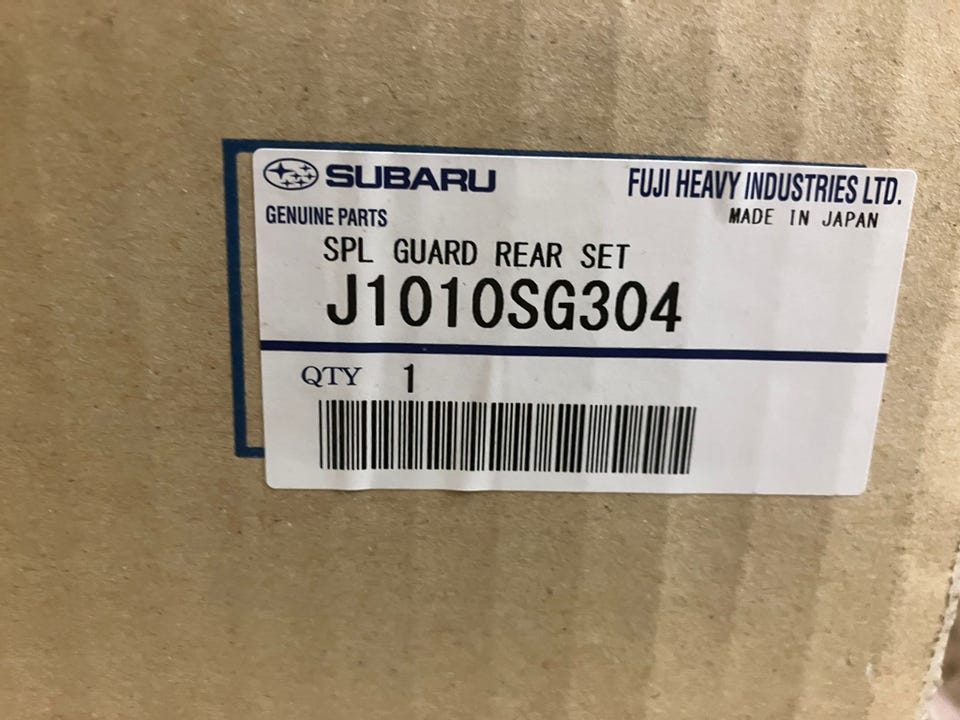 SUBARU
FUJI HEAVY INDUSTRIES LTD.
GENUINE PARTS
MADE IN JAPAN
SPL GUARD REAR SET
J1010SG304
QTY 1